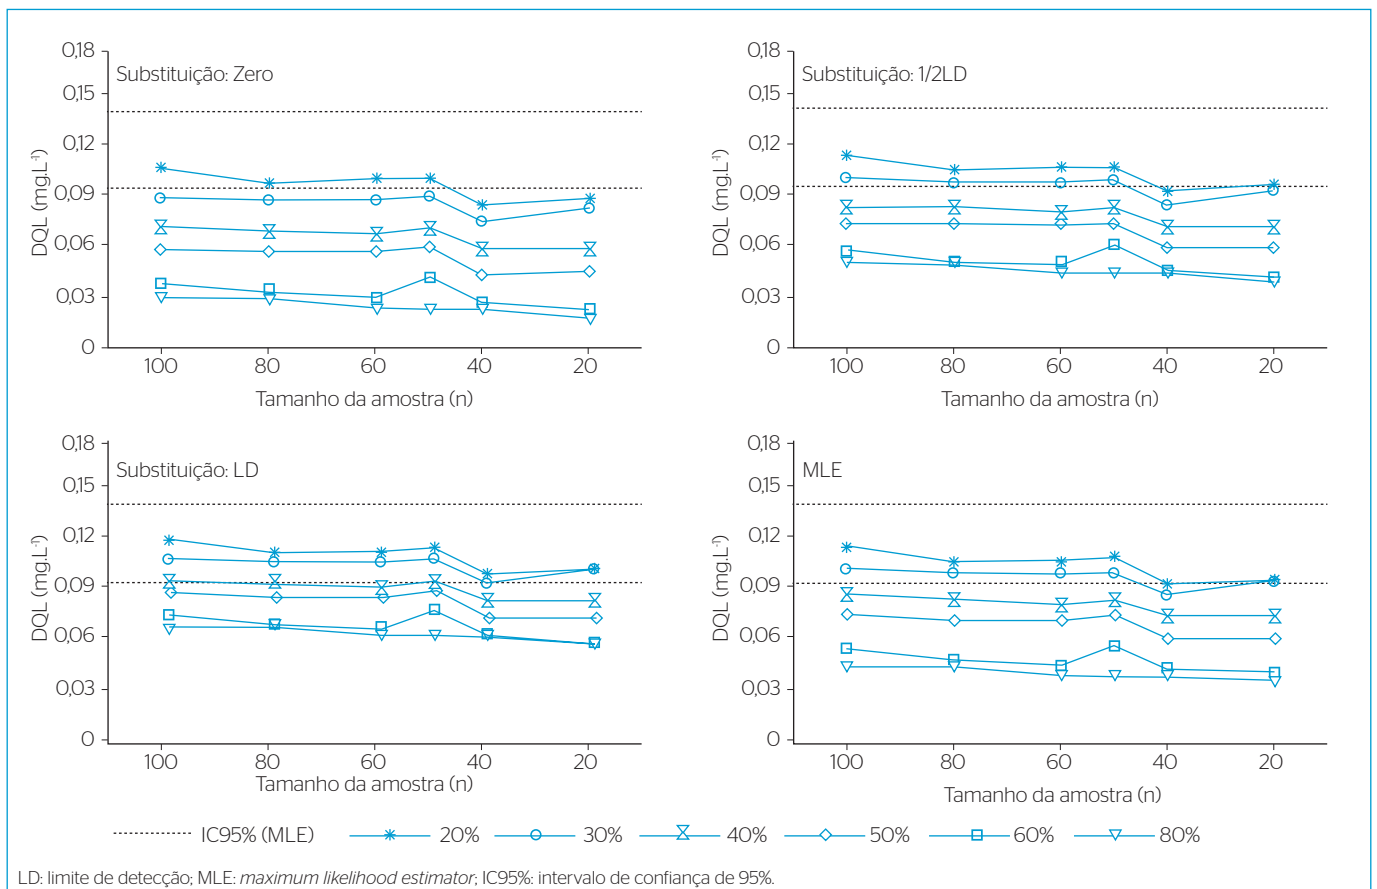 Substituição: Zero
DQL (mg.L-1)
0,18
0,15
0,12
0,09
0,06
0,03
0
100 80 60 40 20
Tamanho da amostra (n)
Substituição: 1/2LD
DQL (mg.L-1)
0,18
0,15
0,12
0,09
0,06
0,03
0
100 80 60 40 20
Tamanho da amostra (n)
Substituição: LD
DQL (mg.L-1)
0,18
0,15
0,12
0,09
0,06
0,03
0
100 80 60 40 20
Tamanho da amostra (n)
MLE
DQL (mg.L-1)
0,18
0,15
0,12
0,09
0,06
0,03
0
100 80 60 40 20
Tamanho da amostra (n)
IC95% (MLE) 20% 30% 40% 50% 60% 80%
LD: limite de detecção; MLE: maximum likelihood estimator; IC95%: intervalo de confiança de 95%.